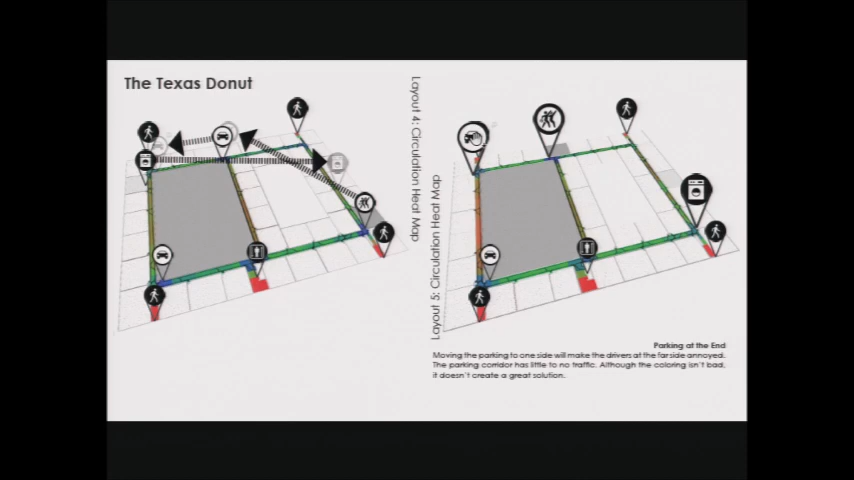 The Texas Donut
Layout 4: Circulation Heat Map
Layout 5: Circulation Heat Map
Parking at the End
Moving the parking to one side will make the drivers at the far side annoyed.
The parking corridor has little to no traffic. Although the coloring isn't bad,
it doesn't create a great solution.